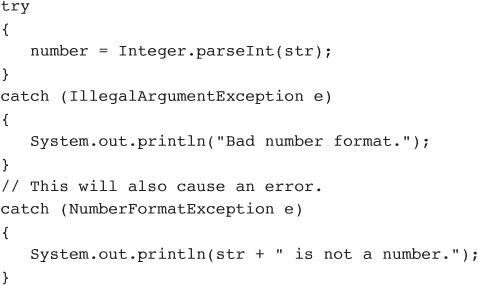 try
{
   number = Integer.parseInt(str);
}
catch (IllegalArgumentException e)
{
   System.out.println("Bad number format.");
}
// This will also cause an error.
catch (NumberFormatException e)
{
   System.out.println(str + " is not a number.");
}